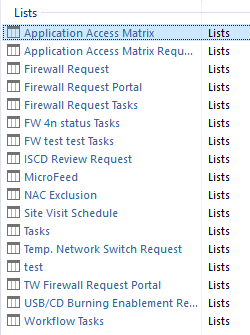 Lists
Application Access Matrix Lists
Application Access Matrix Requ... Lists
Firewall Request Lists
Firewall Request Portal Lists
Firewall Request Tasks Lists
FW 4n status Tasks Lists
FW test test Tasks Lists
ISCD Review Request Lists
MicroFeed Lists
NAC Exclusion Lists
Site Visit Schedule Lists
Tasks Lists
Temp. Network Switch Request Lists
test Lists
TW Firewall Request Portal Lists
USB/CD Burning Enablement Re... Lists
Workflow Tasks Lists